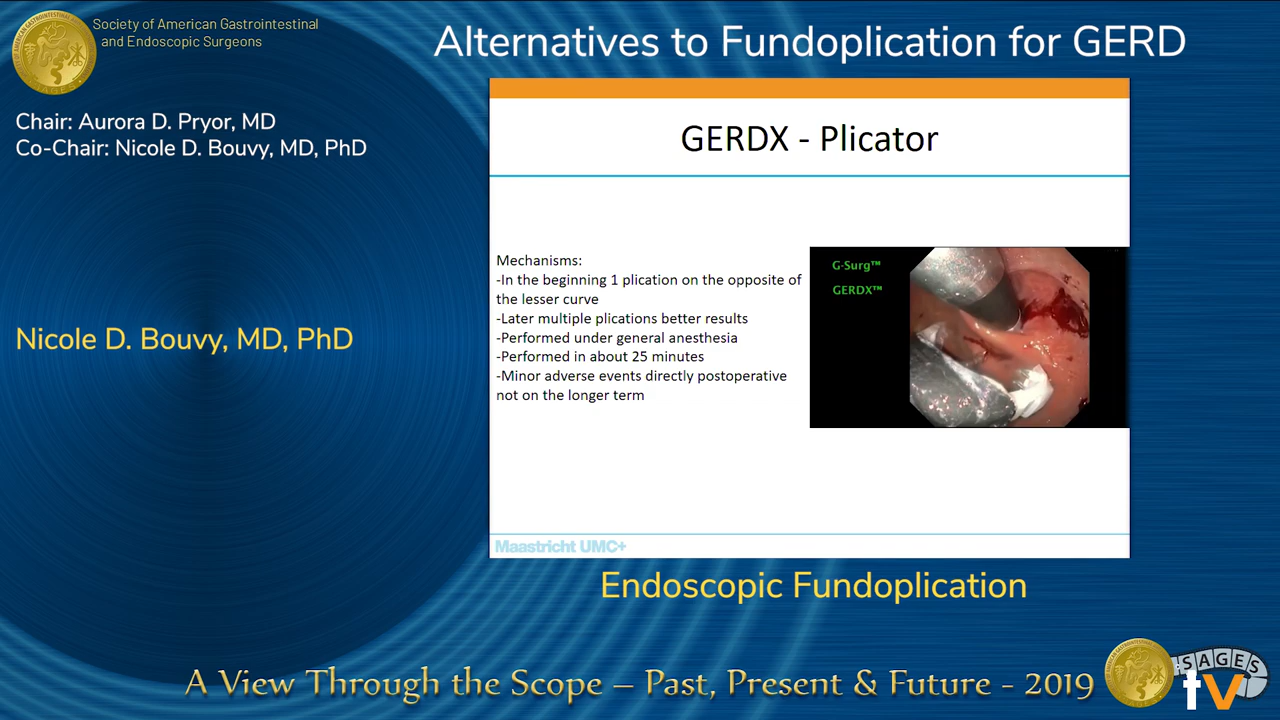 Society of American Gastrointestinal
and Endoscopic Surgeons
Alternatives to Fundoplication for GERD
Chair: Aurora D. Pryor, MD
Co-Chair: Nicole D. Bouvy, MD, PhD
Nicole D. Bouvy, MD, PhD
GERDX - Plicator
Mechanisms:
-In the beginning 1 plication on the opposite of
the lesser curve
-Later multiple plications better results
-Performed under general anesthesia
-Performed in about 25 minutes
-Minor adverse events directly postoperative
not on the longer term
G-Surg™
GERDX™
Maastricht UMC+
Endoscopic Fundoplication
A View Through the Scope – Past, Present & Future - 2019
SAGES
tv